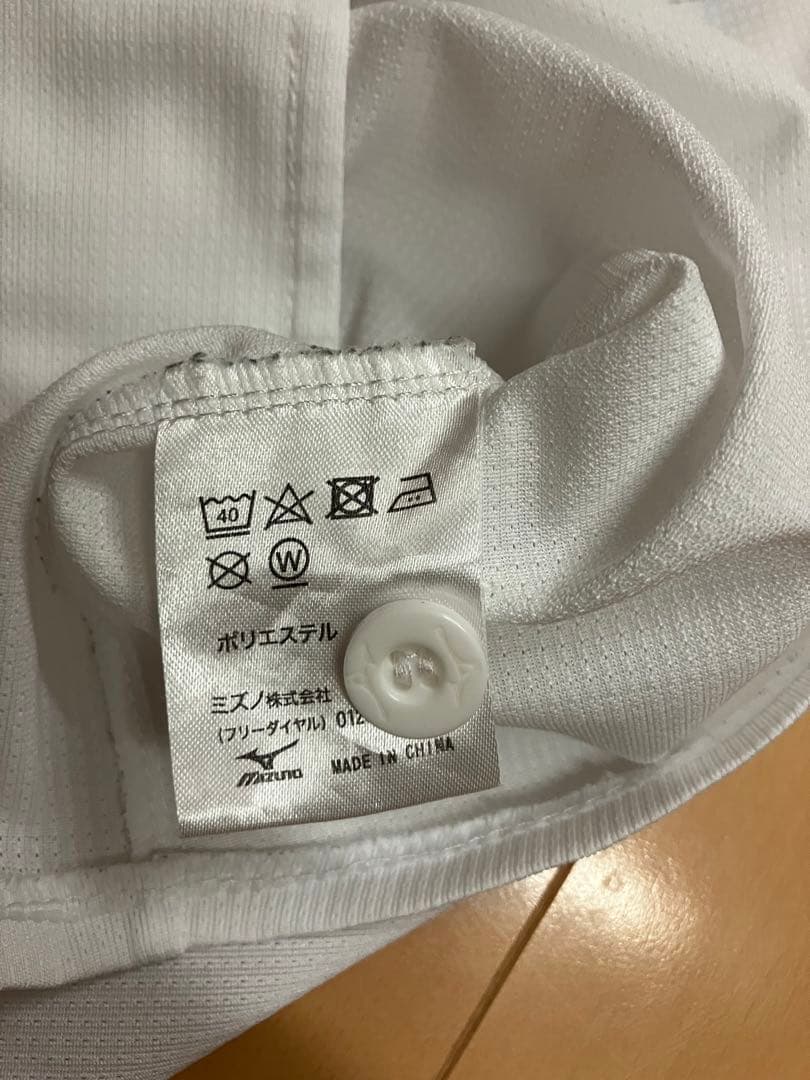 40
W
ポリエステル
ミズノ株式会社
(フリーダイヤル) 012
MIZUNO MADE IN CHINA